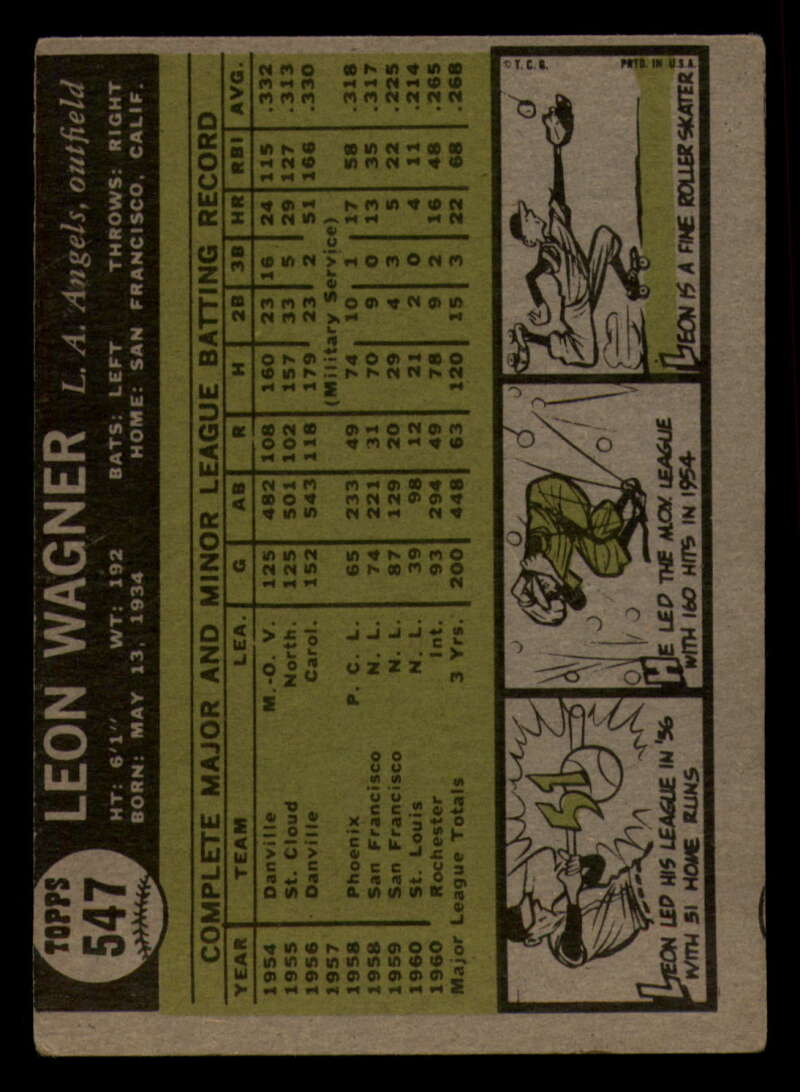 TOPPS
547
LEON WAGNER L. A. Angels, outfield
HT: 6'1" WT: 192 BATS: LEFT THROWS: RIGHT
BORN: MAY 13, 1934 HOME: SAN FRANCISCO, CALIF.
COMPLETE MAJOR AND MINOR LEAGUE BATTING RECORD
YEAR TEAM LEA. G AB R H 2B 3B HR RBI AVG.
1954 Danville M.-O. V. 125 482 108 160 23 16 24 115 .332
1955 St. Cloud North. 125 501 102 157 33 5 29 127 .313
1956 Danville Carol. 152 543 118 179 23 2 51 166 .330
1957 (Military Service)
1958 Phoenix P. C. L. 65 233 49 74 10 1 17 58 .318
1958 San Francisco N. L. 74 221 31 70 9 0 13 35 .317
1959 San Francisco N. L. 87 129 20 29 4 3 5 22 .225
1960 St. Louis N. L. 39 98 12 21 2 0 4 11 .214
1960 Rochester Int. 93 294 49 78 9 2 16 48 .265
Major League Totals 3 Yrs. 200 448 63 120 15 3 22 68 .268
51
LEON LED HIS LEAGUE IN '56
WITH 51 HOME RUNS
HE LED THE M.O.V. LEAGUE
WITH 160 HITS IN 1954
© T. C. G. PRTD. IN U.S.A.
LEON IS A FINE ROLLER SKATER